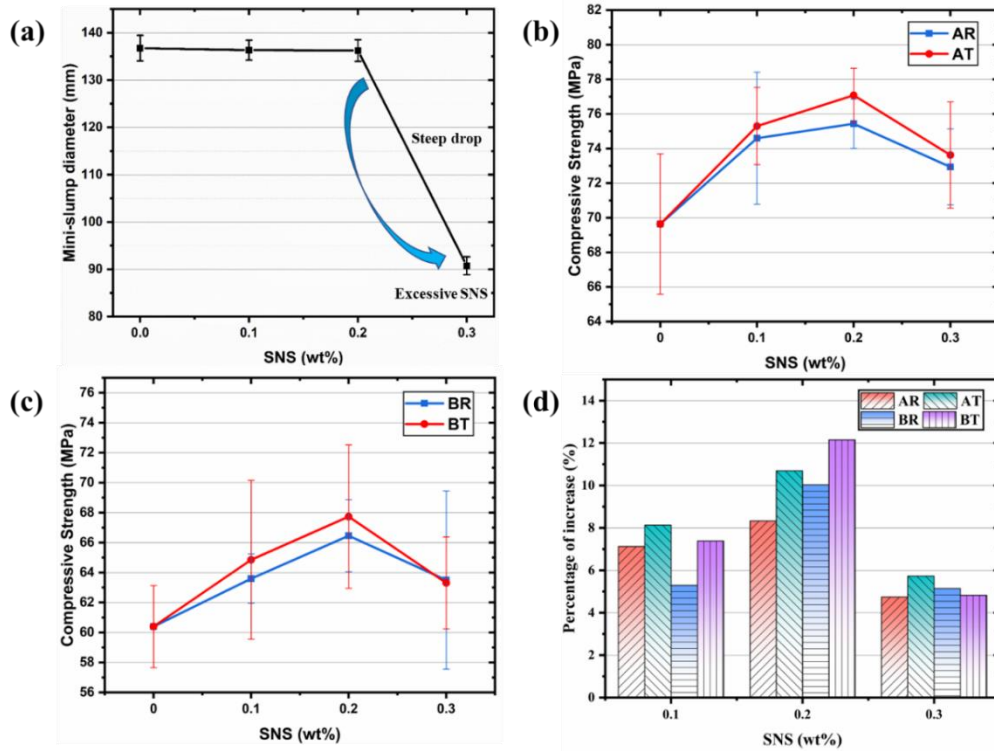 (a)
Mini-slump diameter (mm)
140
135
130
120
110
100
90
80
Steep drop
Excessive SNS
0.0
0.1
0.2
0.3
SNS (wt%)
(b)
Compressive Strength (MPa)
82
80
78
76
74
72
70
68
66
64
AR
AT
0
0.1
0.2
0.3
SNS (wt%)
(c)
Compressive Strength (MPa)
76
74
72
70
68
66
64
62
60
58
56
BR
BT
0
0.1
0.2
0.3
SNS (wt%)
(d)
Percentage of increase (%)
14
12
10
8
6
4
2
0
AR AT
BR BT
0.1
0.2
0.3
SNS (wt%)